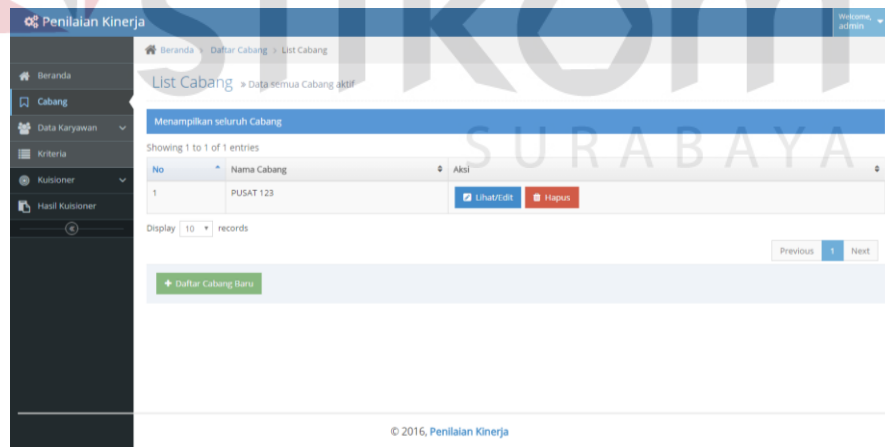 stikom
SURABAYA
Penilaian Kinerja
Welcome,
admin
Beranda > Daftar Cabang > List Cabang
Beranda
Cabang
Data Karyawan
Kriteria
Kuisioner
Hasil Kuisioner
List Cabang » Data semua Cabang aktif
Menampilkan seluruh Cabang
Showing 1 to 1 of 1 entries
No Nama Cabang Aksi
1 PUSAT 123 Lihat/Edit Hapus
Display 10 records
Previous 1 Next
+ Daftar Cabang Baru
© 2016, Penilaian Kinerja